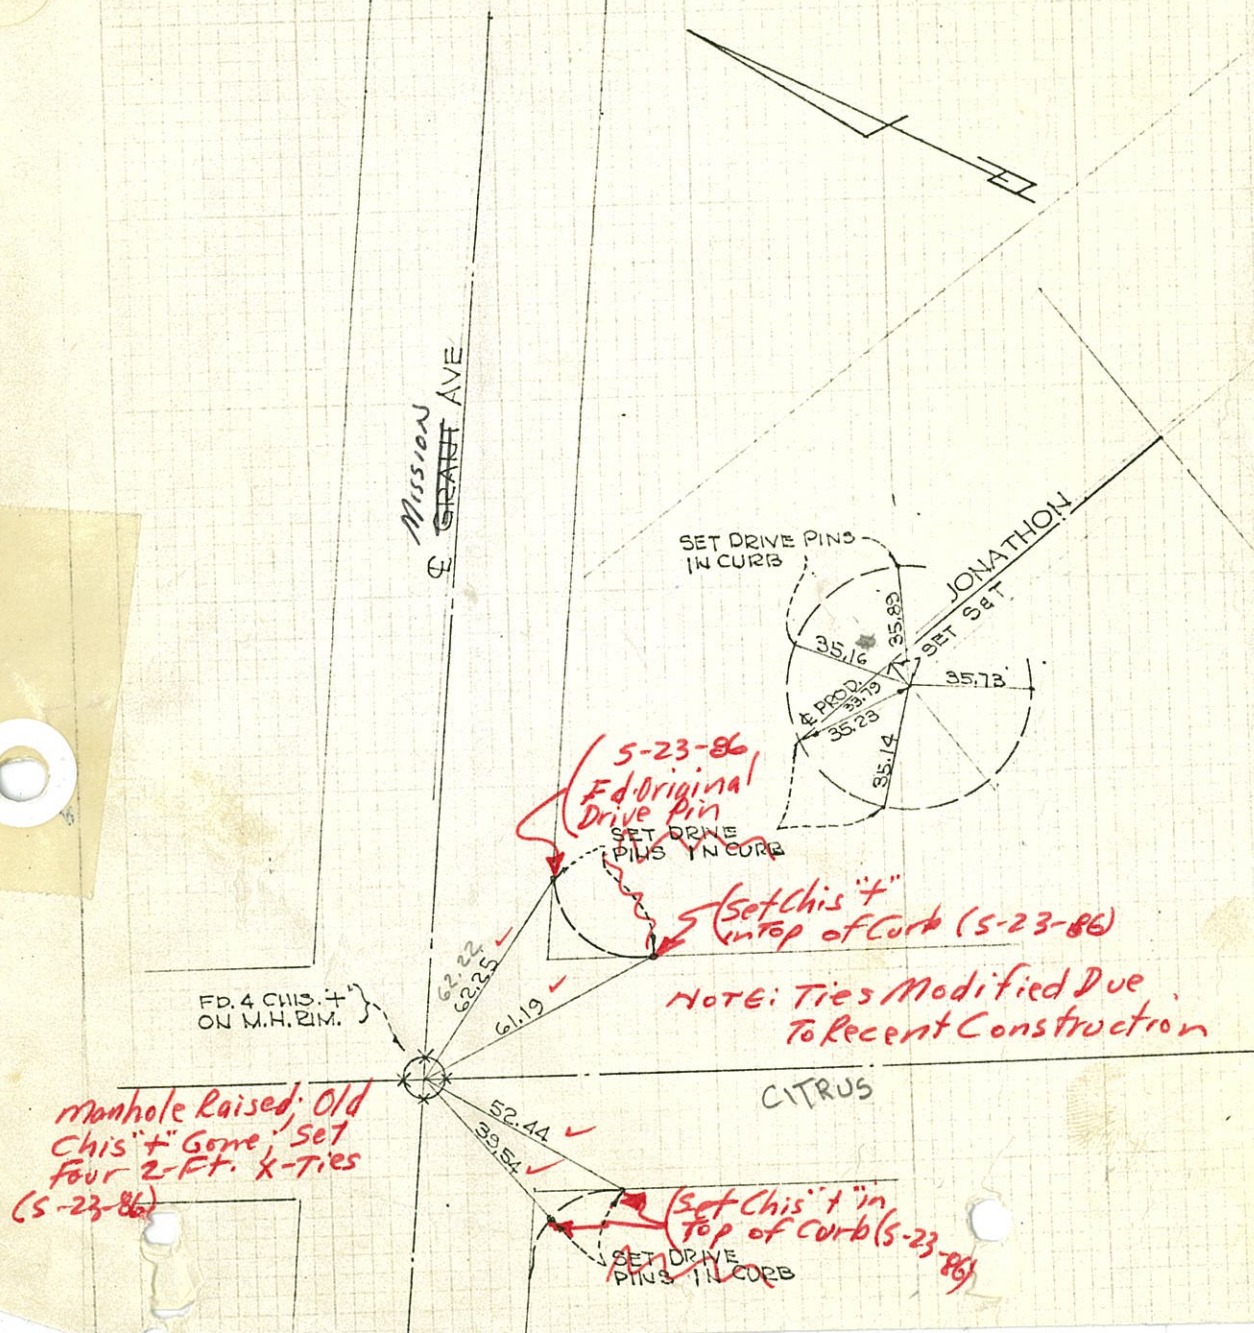 N
Mission
℄ GRANT AVE
SET DRIVE PINS
IN CURB
JONATHON
SET S&T
35.89
35.16
35.73
℄ PROD.
33.79
35.23
35.14
5-23-86
Fd. Original
Drive Pin
SET DRIVE
PINS IN CURB
(Set Chis "+"
in Top of Curb (5-23-86)
62.22
62.25
61.19
FD. 4 CHIS. "+"
ON M.H. RIM.
NOTE: Ties Modified Due
To Recent Construction
CITRUS
Manhole Raised; Old
Chis "+" Gone; Set
Four 2-Ft. X-Ties
(5-23-86)
52.44
39.54
(Set Chis "+" in
Top of Curb (5-23-86)
SET DRIVE
PINS IN CURB